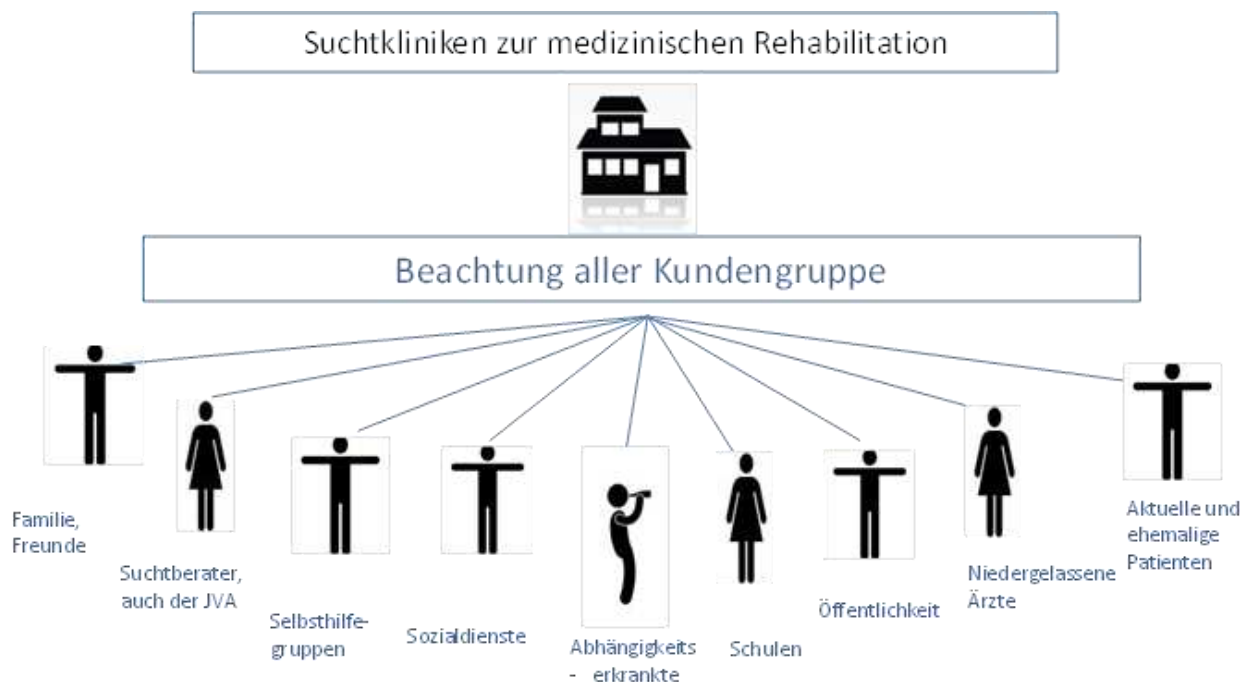 Suchtkliniken zur medizinischen Rehabilitation
Beachtung aller Kundengruppe
Familie,
Freunde
Suchtberater,
auch der JVA
Selbsthilfe-
gruppen
Sozialdienste
Abhängigkeits
- erkrankte
Schulen
Öffentlichkeit
Niedergelassene
Ärzte
Aktuelle und
ehemalige
Patienten